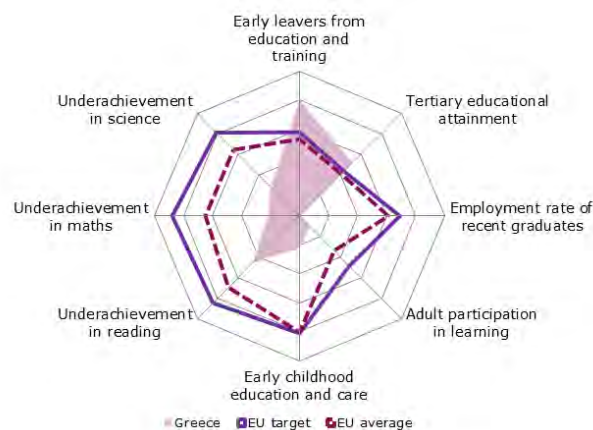 Early leavers from
education and
training
Tertiary educational
attainment
Employment rate of
recent graduates
Adult participation
in learning
Early childhood
education and care
Underachievement
in reading
Underachievement
in maths
Underachievement
in science
Greece EU target EU average